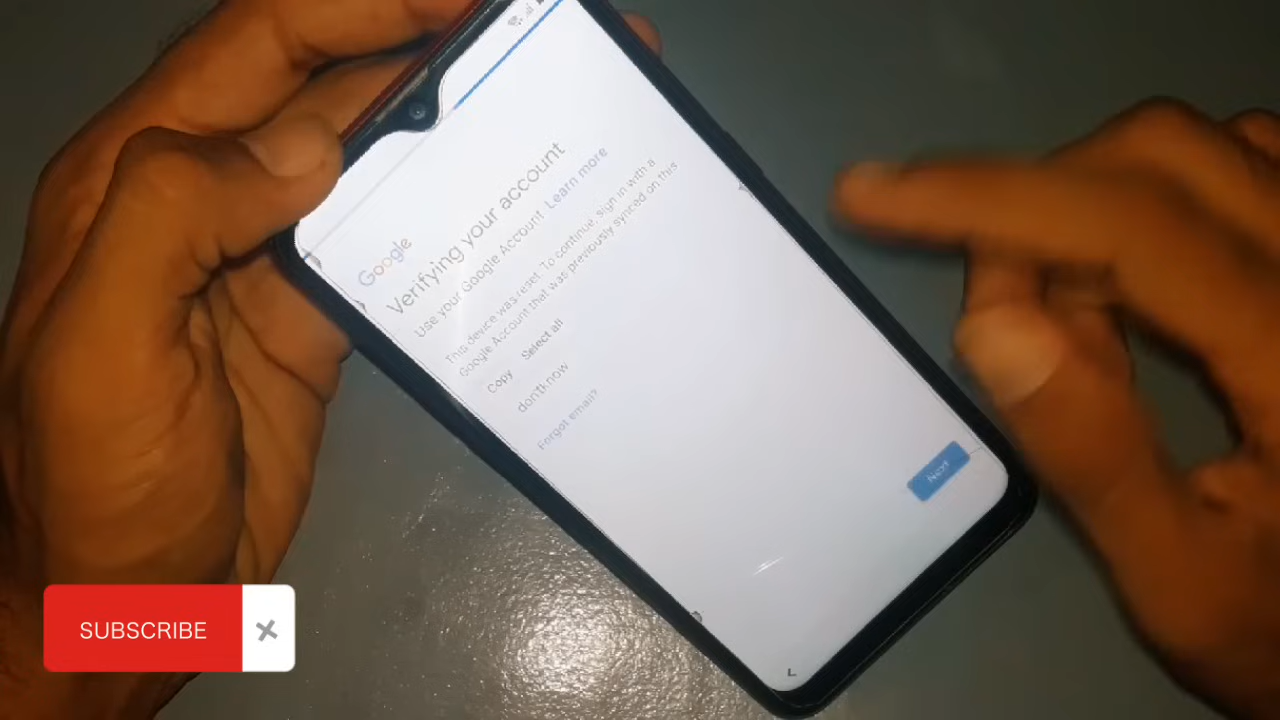 Google
Verifying your account
Use your Google Account. Learn more
This device was reset. To continue, sign in with a
Google Account that was previously synced on this
Copy Select all
dontknow
Forgot email?
Next
SUBSCRIBE